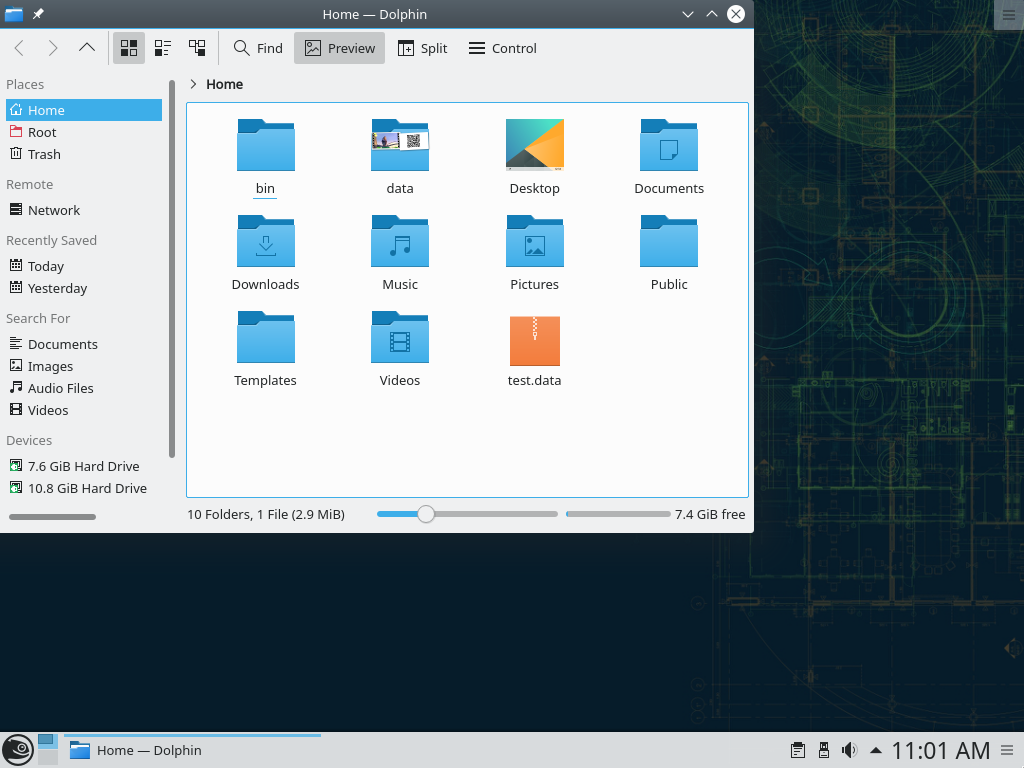 Home — Dolphin
Find
Preview
Split
Control
Places
Home
Root
Trash
Remote
Network
Recently Saved
Today
Yesterday
Search For
Documents
Images
Audio Files
Videos
Devices
7.6 GiB Hard Drive
10.8 GiB Hard Drive
Home
bin
data
Desktop
Documents
Downloads
Music
Pictures
Public
Templates
Videos
test.data
10 Folders, 1 File (2.9 MiB)
7.4 GiB free
Home — Dolphin
11:01 AM